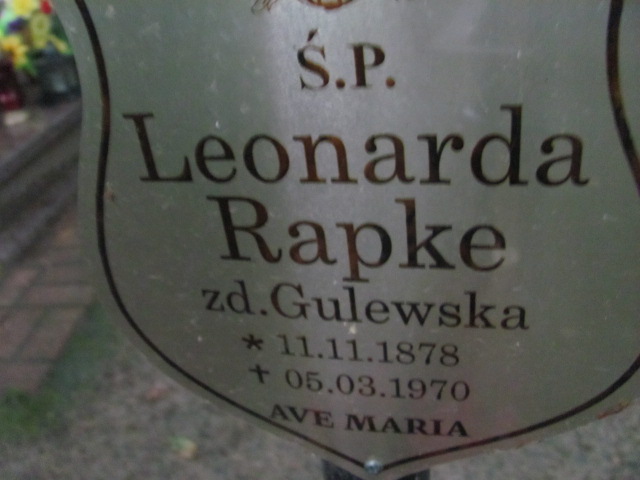 Ś.P.
Leonarda
Rapke
zd.Gulewska
* 11.11.1878
† 05.03.1970
AVE MARIA